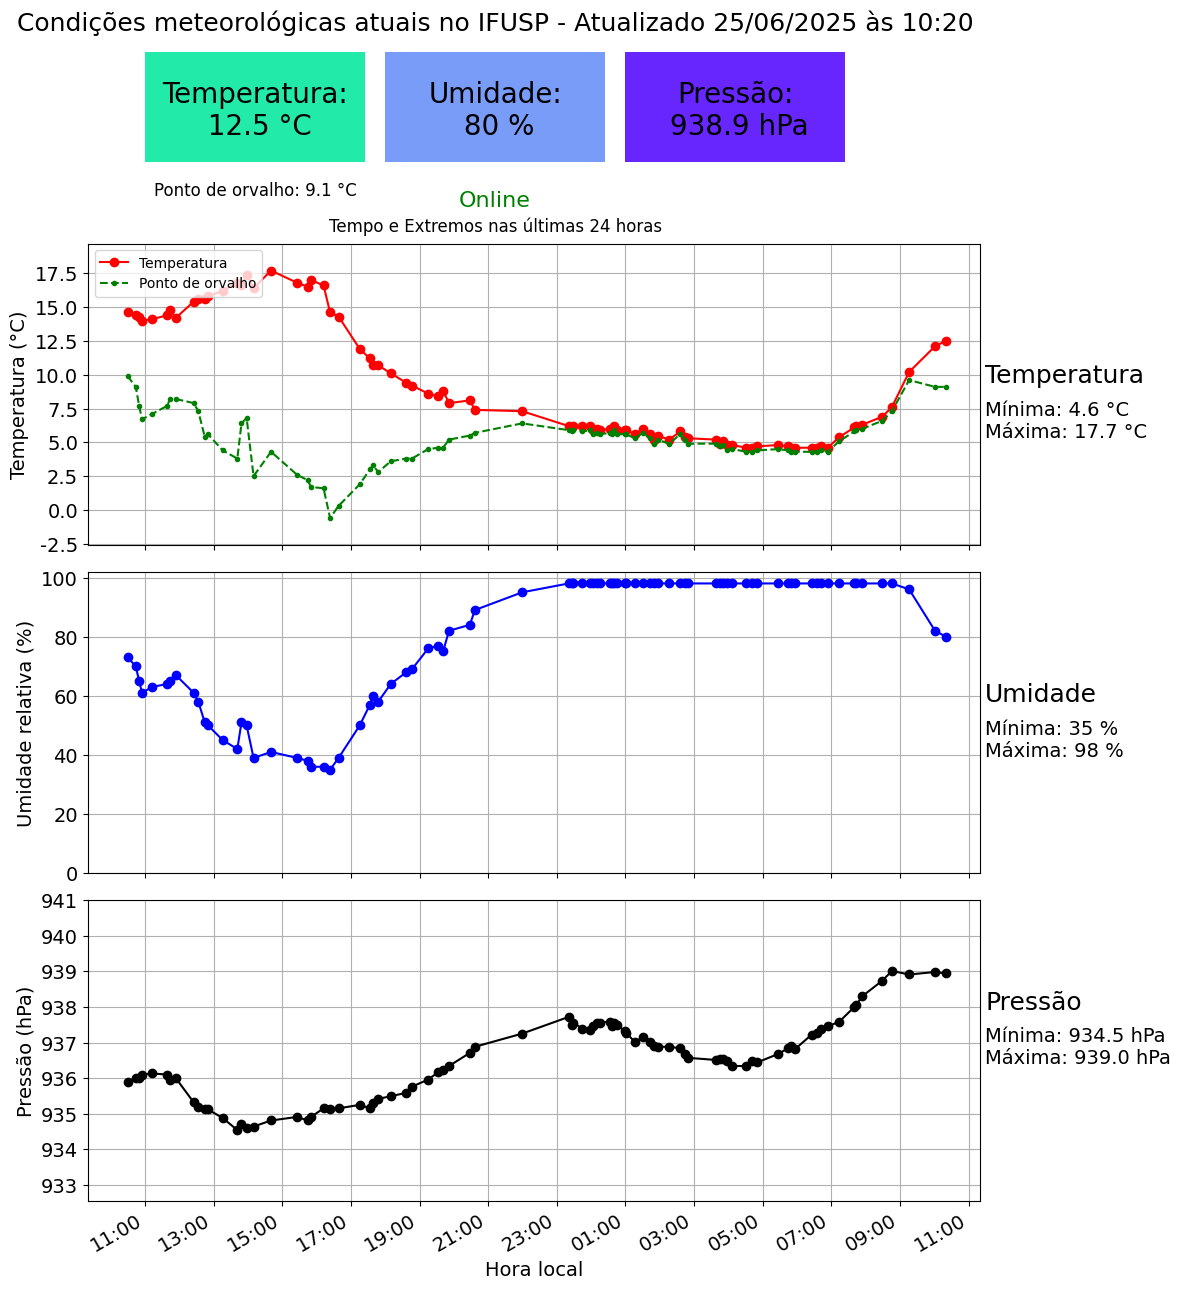 Condições meteorológicas atuais no IFUSP - Atualizado 25/06/2025 às 10:20
Temperatura:
12.5 °C
Umidade:
80 %
Pressão:
938.9 hPa
Ponto de orvalho: 9.1 °C
Online
Tempo e Extremos nas últimas 24 horas
Temperatura
Ponto de orvalho
Temperatura (°C)
17.5
15.0
12.5
10.0
7.5
5.0
2.5
0.0
-2.5
Temperatura
Mínima: 4.6 °C
Máxima: 17.7 °C
Umidade relativa (%)
100
80
60
40
20
0
Umidade
Mínima: 35 %
Máxima: 98 %
Pressão (hPa)
941
940
939
938
937
936
935
934
933
Pressão
Mínima: 934.5 hPa
Máxima: 939.0 hPa
11:00 13:00 15:00 17:00 19:00 21:00 23:00 01:00 03:00 05:00 07:00 09:00 11:00
Hora local